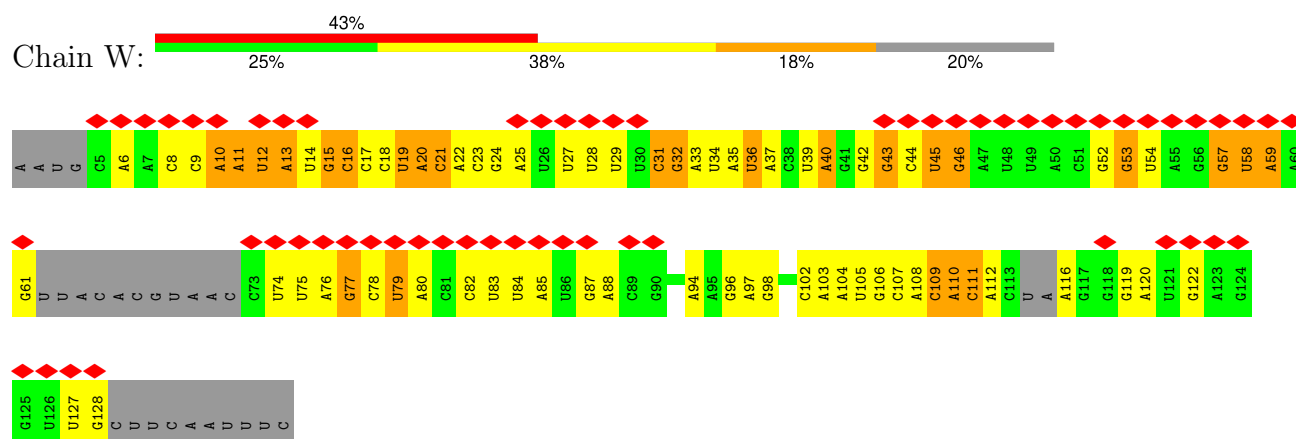 43%
Chain W:
25% 38% 18% 20%
A A U G C5 A6 A7 C8 C9 A10 A11 U12 A13 U14 G15 C16 C17 C18 U19 A20 C21 A22 C23 G24 A25 U26 U27 U28 U29 U30 C31 G32 A33 U34 A35 U36 A37 C38 U39 A40 G41 G42 G43 C44 U45 G46 A47 U48 U49 A50 C51 G52 G53 U54 A55 G56 G57 U58 A59 A60
G61 U U A C A C G U A A C C73 U74 U75 A76 G77 C78 U79 A80 C81 C82 U83 U84 A85 U86 G87 A88 C89 G90 A94 A95 G96 A97 G98 C102 A103 A104 U105 G106 C107 A108 C109 A110 C111 A112 C113 U A A116 G117 G118 G119 A120 U121 G122 A123 G124
G125 U126 U127 G128 C U U C A A U U U C